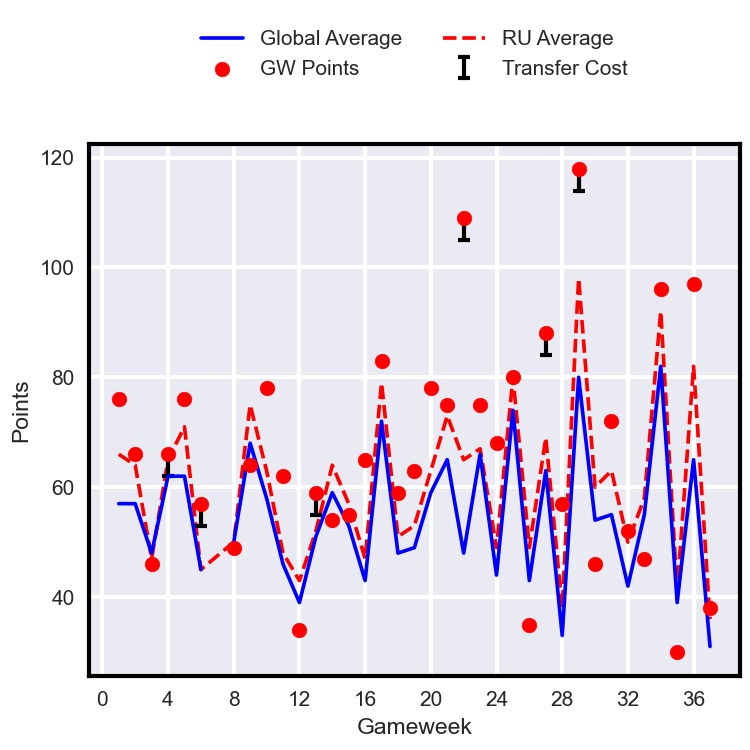 Global Average
RU Average
GW Points
Transfer Cost
120
100
80
60
40
Points
0 4 8 12 16 20 24 28 32 36
Gameweek